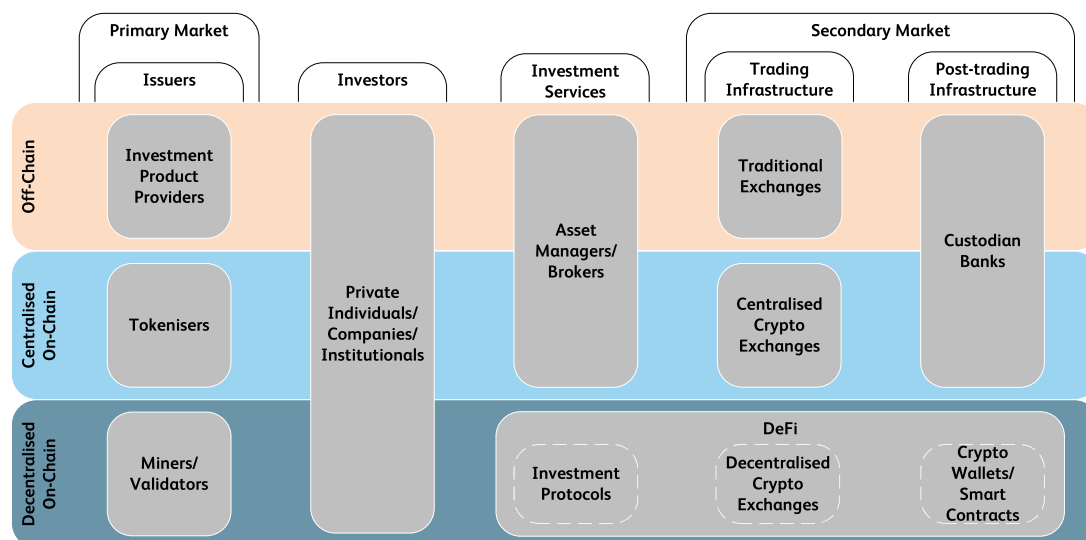 Primary Market
Secondary Market
Issuers
Investors
Investment
Services
Trading
Infrastructure
Post-trading
Infrastructure
Off-Chain
Investment
Product
Providers
Private
Individuals/
Companies/
Institutionals
Asset
Managers/
Brokers
Traditional
Exchanges
Custodian
Banks
Centralised
On-Chain
Tokenisers
Centralised
Crypto
Exchanges
Decentralised
On-Chain
Miners/
Validators
DeFi
Investment
Protocols
Decentralised
Crypto
Exchanges
Crypto
Wallets/
Smart
Contracts